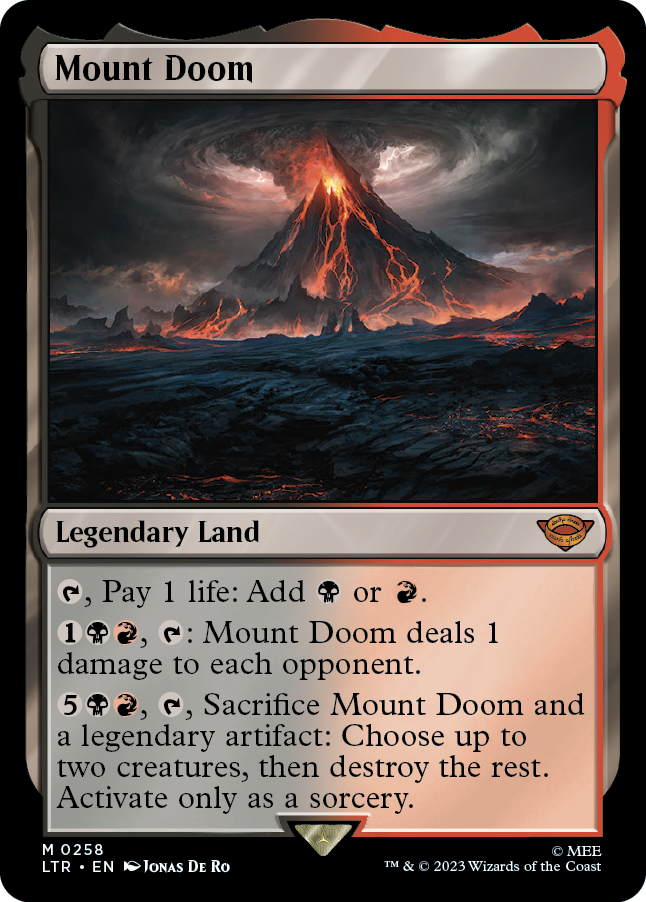 Mount Doom
Legendary Land
, Pay 1 life: Add or .
1 , : Mount Doom deals 1
damage to each opponent.
5 , , Sacrifice Mount Doom and
a legendary artifact: Choose up to
two creatures, then destroy the rest.
Activate only as a sorcery.
M 0258
LTR • EN Jonas De Ro
© MEE
™ & © 2023 Wizards of the Coast